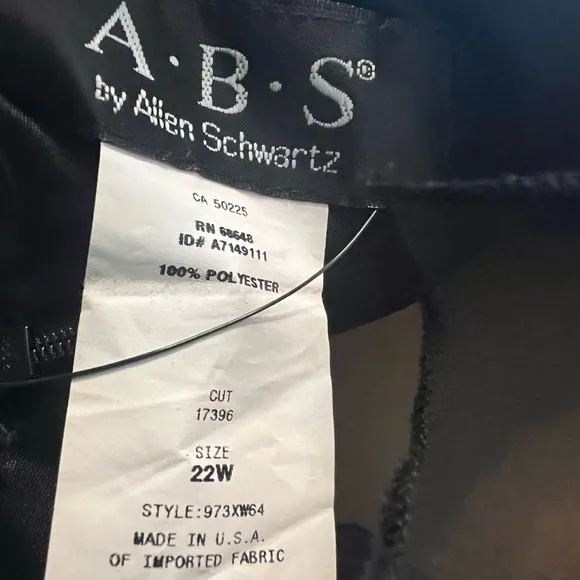 A·B·S®
by Allen Schwartz
CA 50225
RN 68648
ID# A7149111
100% POLYESTER
CUT
17396
SIZE
22W
STYLE:973XW64
MADE IN U.S.A.
OF IMPORTED FABRIC